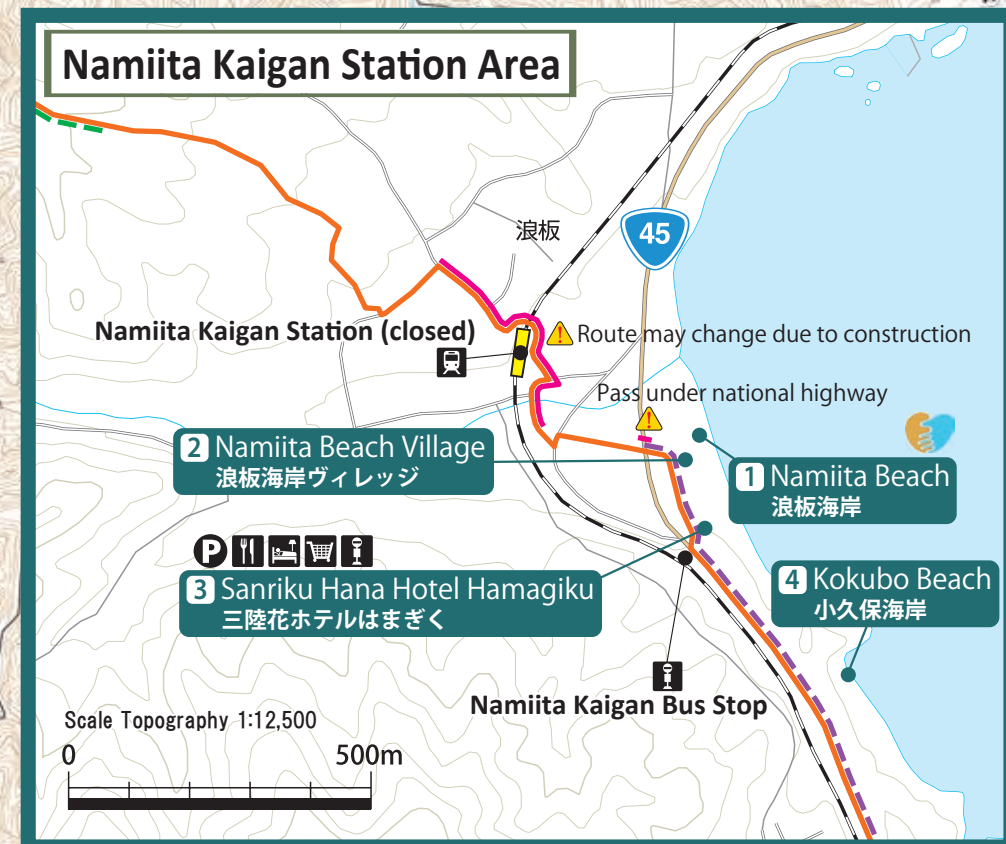 Namiita Kaigan Station Area
浪板
45
Namiita Kaigan Station (closed)
Route may change due to construction
Pass under national highway
2 Namiita Beach Village
浪板海岸ヴィレッジ
1 Namiita Beach
浪板海岸
P
3 Sanriku Hana Hotel Hamagiku
三陸花ホテルはまぎく
4 Kokubo Beach
小久保海岸
Namiita Kaigan Bus Stop
Scale Topography 1:12,500
0 500m